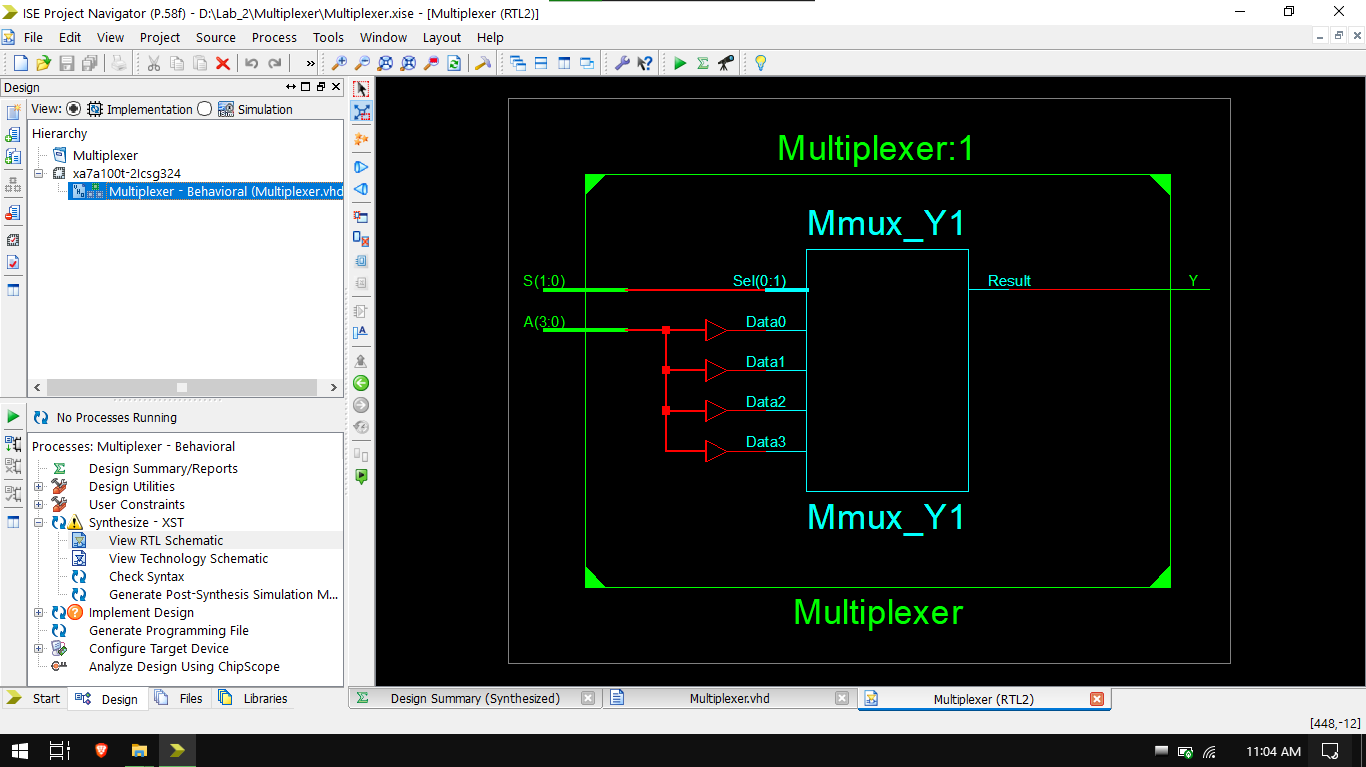 ISE Project Navigator (P.58f) - D:\Lab_2\Multiplexer\Multiplexer.xise - [Multiplexer (RTL2)]
File Edit View Project Source Process Tools Window Layout Help
Design
View: Implementation Simulation
Hierarchy
Multiplexer
xa7a100t-2Icsg324
Multiplexer - Behavioral (Multiplexer.vhd
No Processes Running
Processes: Multiplexer - Behavioral
Design Summary/Reports
Design Utilities
User Constraints
Synthesize - XST
View RTL Schematic
View Technology Schematic
Check Syntax
Generate Post-Synthesis Simulation M...
Implement Design
Generate Programming File
Configure Target Device
Analyze Design Using ChipScope
Start Design Files Libraries
Multiplexer:1
Mmux_Y1
S(1:0) Sel(0:1) Result Y
A(3:0) Data0
Data1
Data2
Data3
Mmux_Y1
Multiplexer
Design Summary (Synthesized) Multiplexer.vhd Multiplexer (RTL2)
[448,-12]
11:04 AM